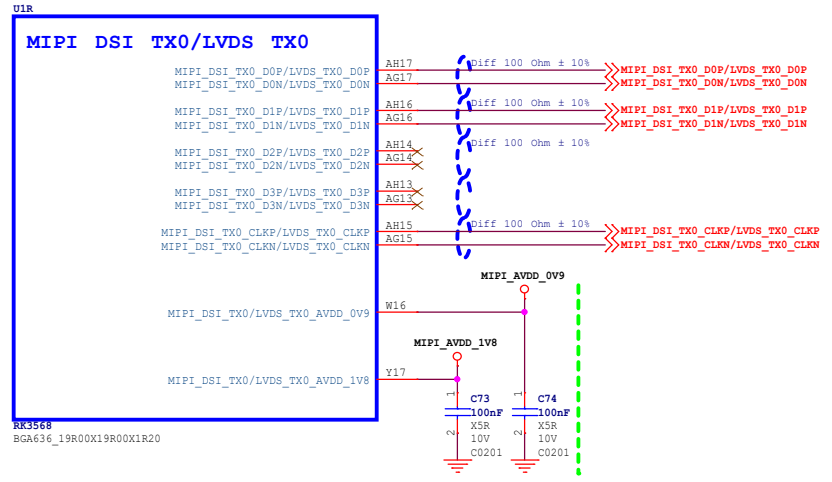 U1R
MIPI DSI TX0/LVDS TX0
MIPI_DSI_TX0_D0P/LVDS_TX0_D0P AH17 Diff 100 Ohm ± 10% MIPI_DSI_TX0_D0P/LVDS_TX0_D0P
MIPI_DSI_TX0_D0N/LVDS_TX0_D0N AG17 MIPI_DSI_TX0_D0N/LVDS_TX0_D0N
MIPI_DSI_TX0_D1P/LVDS_TX0_D1P AH16 Diff 100 Ohm ± 10% MIPI_DSI_TX0_D1P/LVDS_TX0_D1P
MIPI_DSI_TX0_D1N/LVDS_TX0_D1N AG16 MIPI_DSI_TX0_D1N/LVDS_TX0_D1N
MIPI_DSI_TX0_D2P/LVDS_TX0_D2P AH14 Diff 100 Ohm ± 10%
MIPI_DSI_TX0_D2N/LVDS_TX0_D2N AG14
MIPI_DSI_TX0_D3P/LVDS_TX0_D3P AH13
MIPI_DSI_TX0_D3N/LVDS_TX0_D3N AG13
MIPI_DSI_TX0_CLKP/LVDS_TX0_CLKP AH15 Diff 100 Ohm ± 10% MIPI_DSI_TX0_CLKP/LVDS_TX0_CLKP
MIPI_DSI_TX0_CLKN/LVDS_TX0_CLKN AG15 MIPI_DSI_TX0_CLKN/LVDS_TX0_CLKN
MIPI_AVDD_0V9
MIPI_DSI_TX0/LVDS_TX0_AVDD_0V9 W16
MIPI_AVDD_1V8
MIPI_DSI_TX0/LVDS_TX0_AVDD_1V8 Y17
1 C73 1 C74
100nF 100nF
X5R X5R
2 10V 2 10V
C0201 C0201
RK3568
BGA636_19R00X19R00X1R20